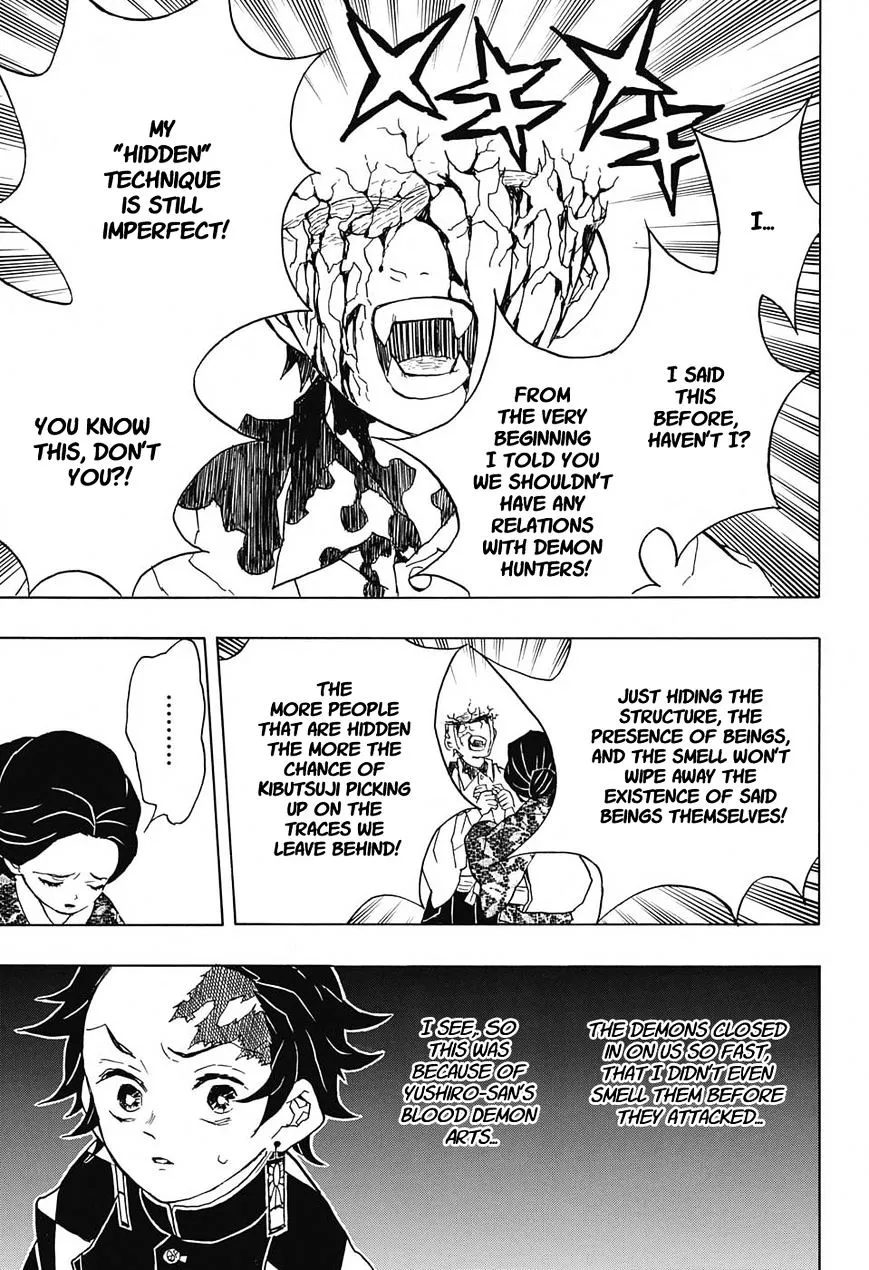 I...
I SAID
THIS
BEFORE,
HAVEN'T I?
FROM
THE VERY
BEGINNING
I TOLD YOU
WE SHOULDN'T
HAVE ANY
RELATIONS
WITH DEMON
HUNTERS!
MY
"HIDDEN"
TECHNIQUE
IS STILL
IMPERFECT!
YOU KNOW
THIS, DON'T
YOU?!
JUST HIDING THE
STRUCTURE, THE
PRESENCE OF BEINGS,
AND THE SMELL WON'T
WIPE AWAY THE
EXISTENCE OF SAID
BEINGS THEMSELVES!
THE
MORE PEOPLE
THAT ARE HIDDEN
THE MORE THE
CHANCE OF
KIBUTSUJI PICKING
UP ON THE
TRACES WE
LEAVE BEHIND!
.........
THE DEMONS CLOSED
IN ON US SO FAST,
THAT I DIDN'T EVEN
SMELL THEM BEFORE
THEY ATTACKED...
I SEE, SO
THIS WAS
BECAUSE OF
YUSHIRO-SAN'S
BLOOD DEMON
ARTS...